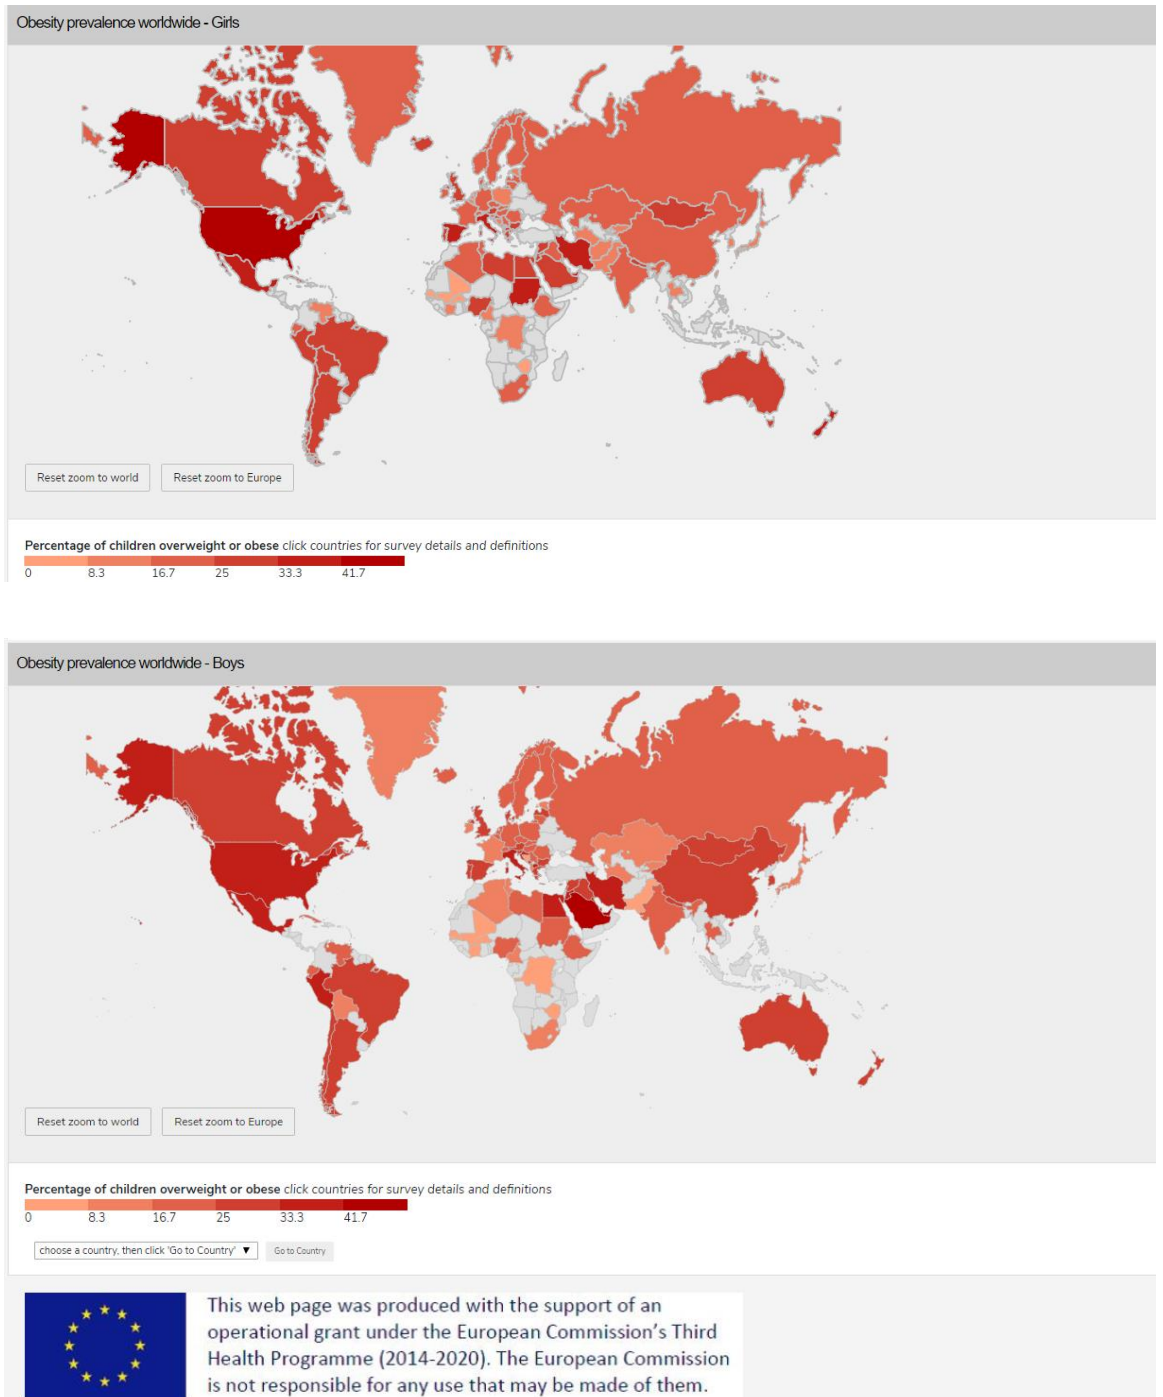 Obesity prevalence worldwide - Girls
Reset zoom to world
Reset zoom to Europe
Percentage of children overweight or obese click countries for survey details and definitions
0 8.3 16.7 25 33.3 41.7
Obesity prevalence worldwide - Boys
Reset zoom to world
Reset zoom to Europe
Percentage of children overweight or obese click countries for survey details and definitions
0 8.3 16.7 25 33.3 41.7
choose a country, then click 'Go to Country' ▼
Go to Country
This web page was produced with the support of an
operational grant under the European Commission's Third
Health Programme (2014-2020). The European Commission
is not responsible for any use that may be made of them.